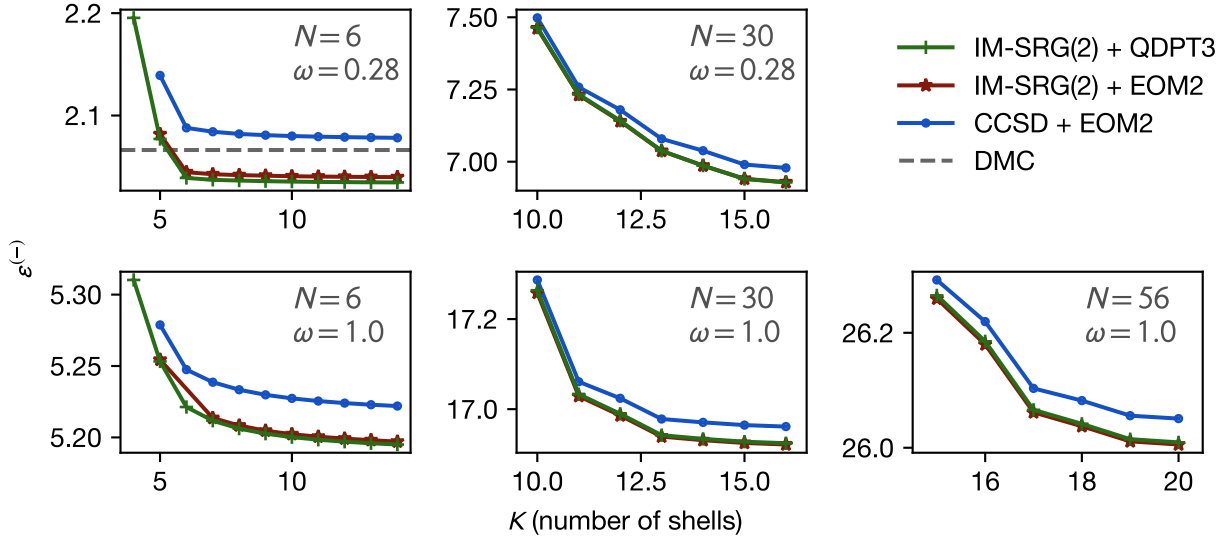 2.2
2.1
5
10
N = 6
ω = 0.28
7.50
7.25
7.00
10.0
12.5
15.0
N = 30
ω = 0.28
IM-SRG(2) + QDPT3
IM-SRG(2) + EOM2
CCSD + EOM2
DMC
ε(−)
5.30
5.25
5.20
5
10
N = 6
ω = 1.0
17.2
17.0
10.0
12.5
15.0
N = 30
ω = 1.0
26.2
26.0
16
18
20
N = 56
ω = 1.0
K (number of shells)